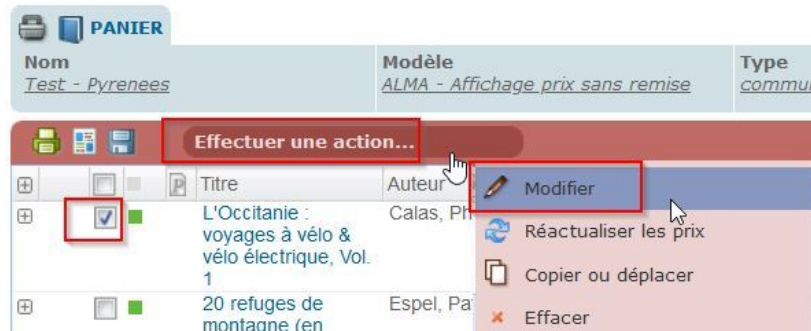 PANIER
Nom Modèle Type
Test - Pyrenees ALMA - Affichage prix sans remise commu
Effectuer une action...
P Titre Auteur
L'Occitanie : Calas, Ph
voyages à vélo &
vélo électrique, Vol.
1
20 refuges de Espel, Pa
montagne (en
Modifier
Réactualiser les prix
Copier ou déplacer
Effacer